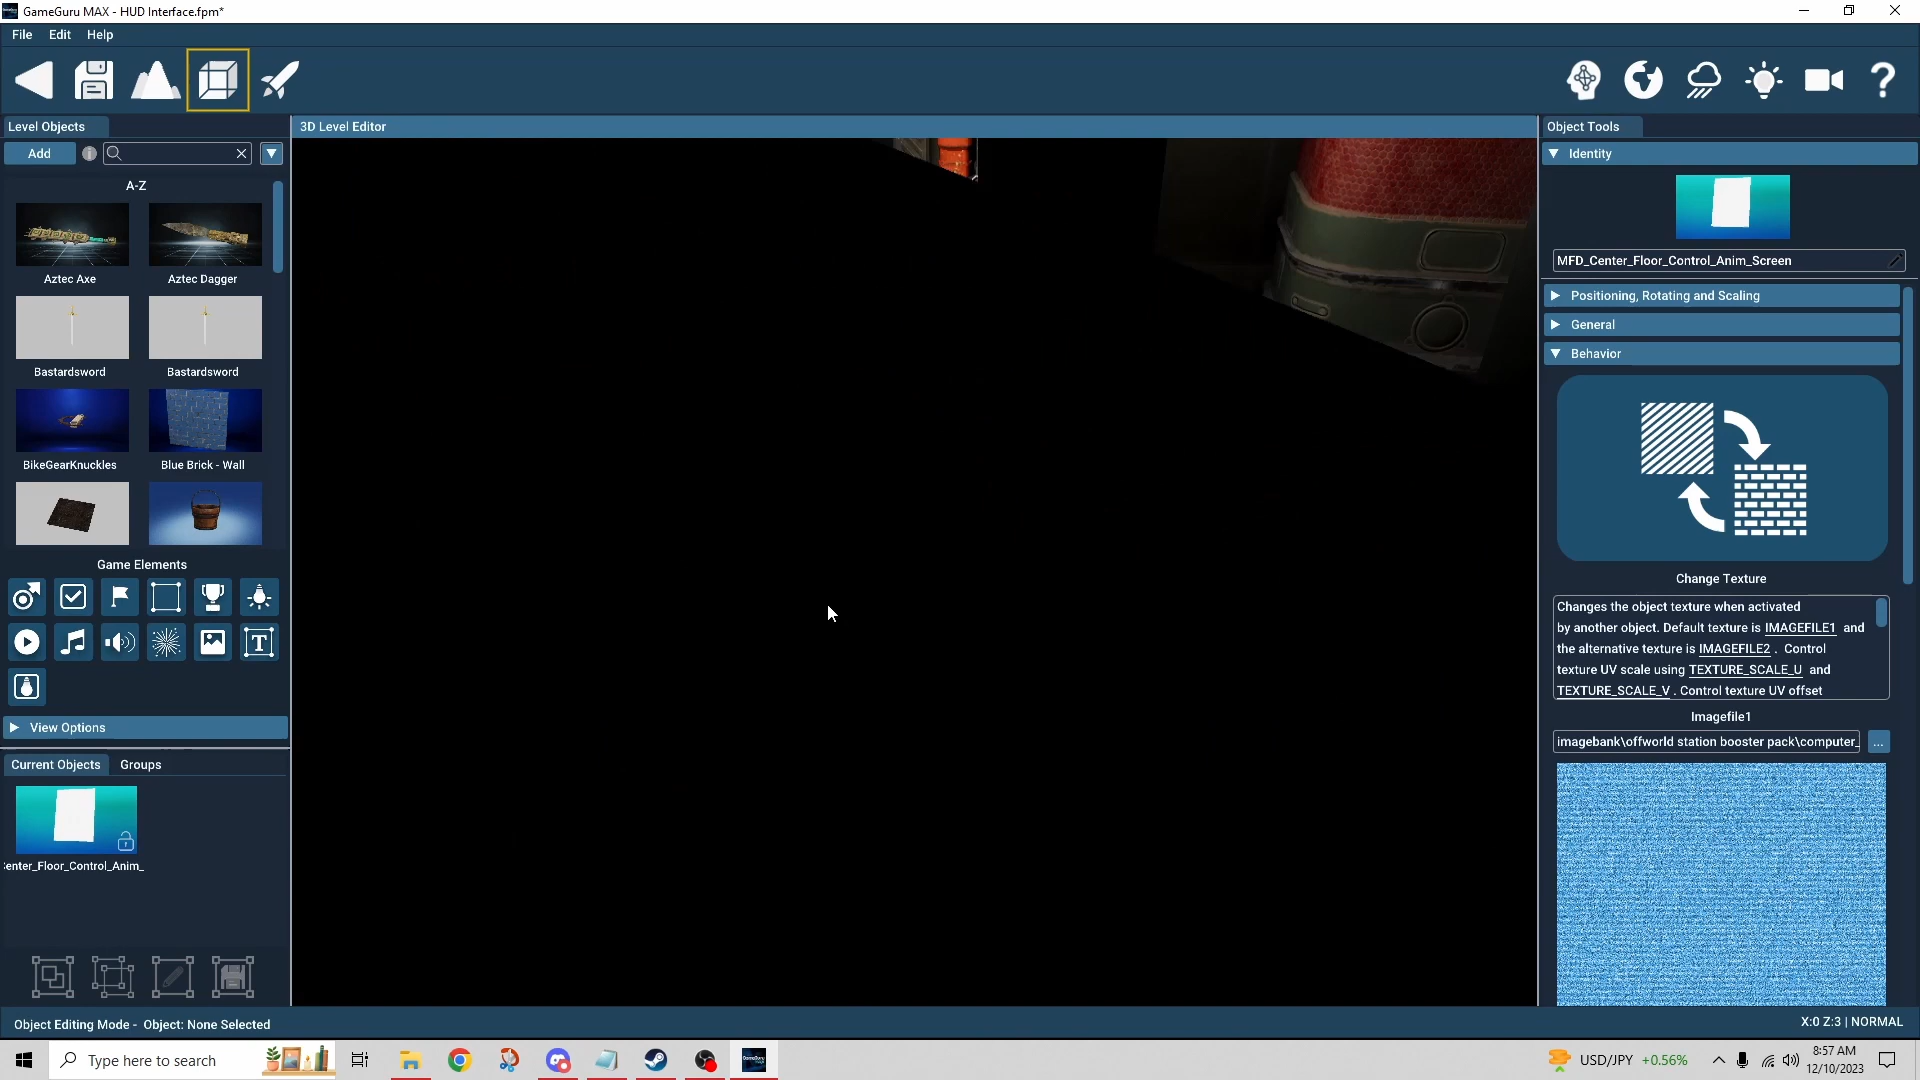 GameGuru MAX - HUD Interface.fpm*
File Edit Help
Level Objects
3D Level Editor
Object Tools
Add
Identity
A-Z
Aztec Axe
Aztec Dagger
MFD_Center_Floor_Control_Anim_Screen
Positioning, Rotating and Scaling
General
Behavior
Bastardsword
Bastardsword
BikeGearKnuckles
Blue Brick - Wall
Game Elements
Change Texture
Changes the object texture when activated
by another object. Default texture is IMAGEFILE1 and
the alternative texture is IMAGEFILE2 . Control
texture UV scale using TEXTURE_SCALE_U and
TEXTURE_SCALE_V . Control texture UV offset
Imagefile1
imagebank\offworld station booster pack\computer_
...
View Options
Current Objects
Groups
enter_Floor_Control_Anim_
Object Editing Mode - Object: None Selected
X:0 Z:3 | NORMAL
Type here to search
USD/JPY +0.56%
8:57 AM
12/10/2023